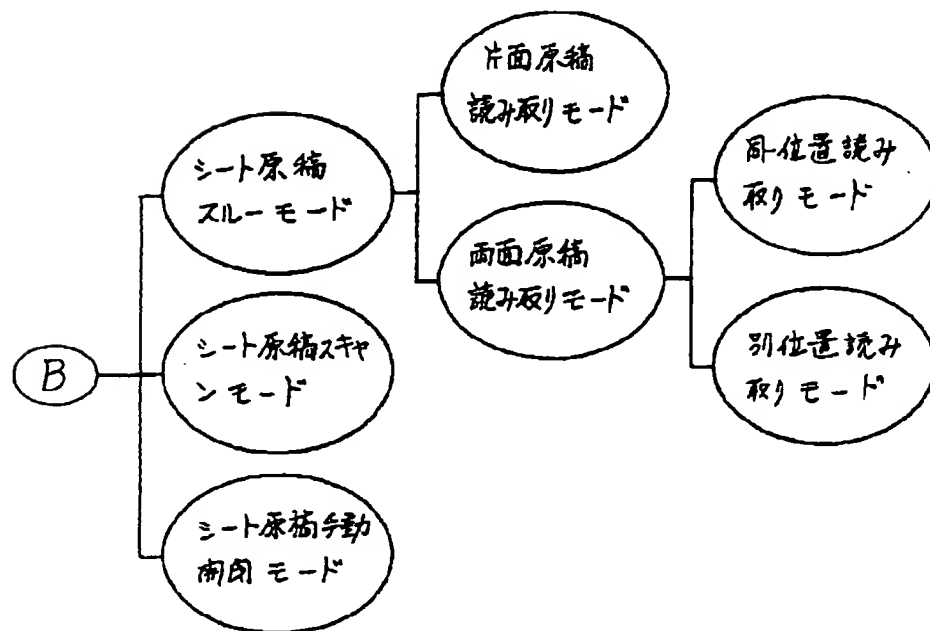 片面原稿
読み取りモード
シート原稿
スルーモード
同位置読み
取りモード
両面原稿
読み取りモード
B
シート原稿スキャ
ンモード
別位置読み
取りモード
シート原稿手動
開閉モード